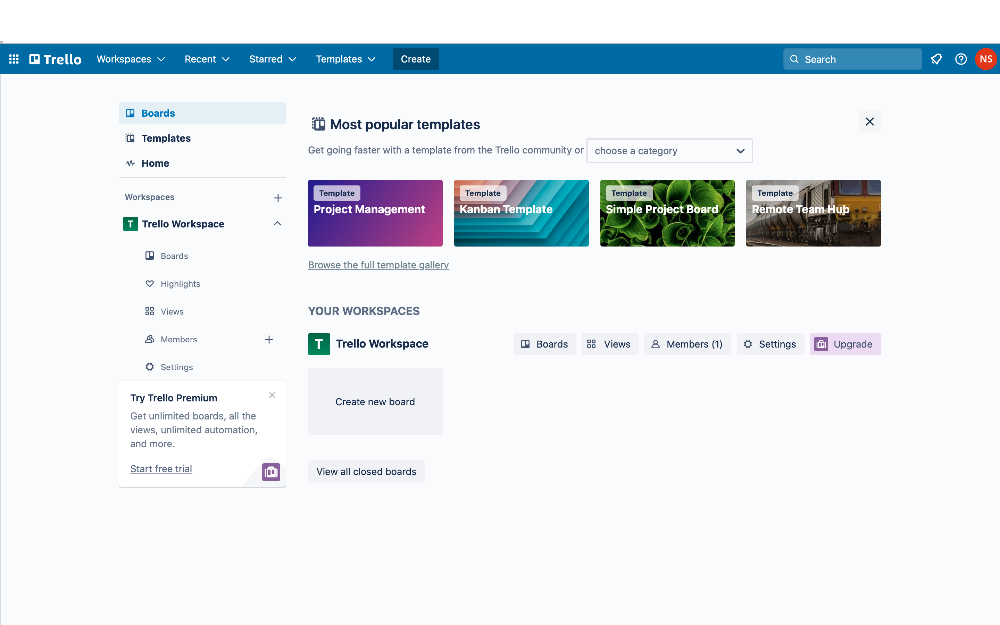 Trello Workspaces Recent Starred Templates Create Search NS
Boards
Templates
Home
Workspaces
T Trello Workspace
Boards
Highlights
Views
Members
Settings
Try Trello Premium
Get unlimited boards, all the
views, unlimited automation,
and more.
Start free trial
Most popular templates
Get going faster with a template from the Trello community or choose a category
Template
Project Management
Template
Kanban Template
Template
Simple Project Board
Template
Remote Team Hub
Browse the full template gallery
YOUR WORKSPACES
T Trello Workspace Boards Views Members (1) Settings Upgrade
Create new board
View all closed boards